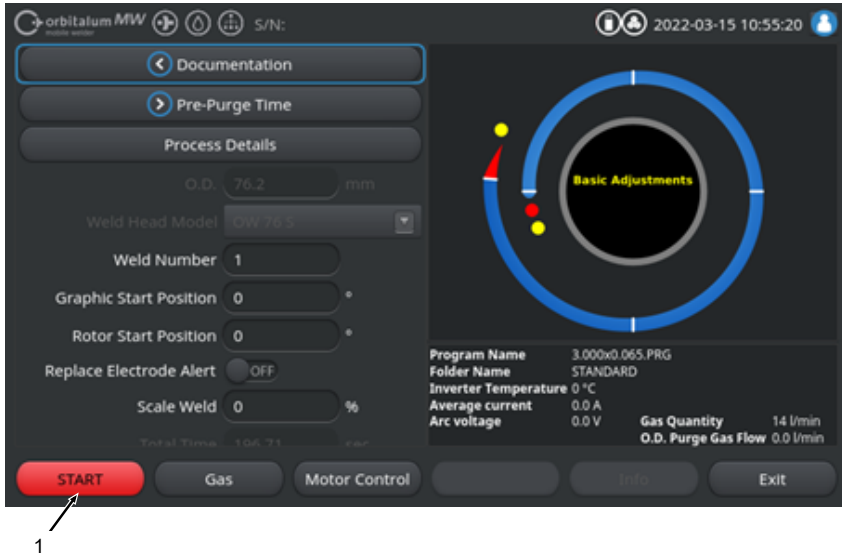 orbitalum MW
mobile welder
S/N:
2022-03-15 10:55:20
Documentation
Pre-Purge Time
Process Details
O.D. 76.2 mm
Weld Head Model OW 76 S
Weld Number 1
Graphic Start Position 0 °
Rotor Start Position 0 °
Replace Electrode Alert OFF
Scale Weld 0 %
Total Time 196.71 sec
Basic Adjustments
Program Name 3.000x0.065.PRG
Folder Name STANDARD
Inverter Temperature 0 °C
Average current 0.0 A
Arc voltage 0.0 V Gas Quantity 14 l/min
O.D. Purge Gas Flow 0.0 l/min
START Gas Motor Control Info Exit
1